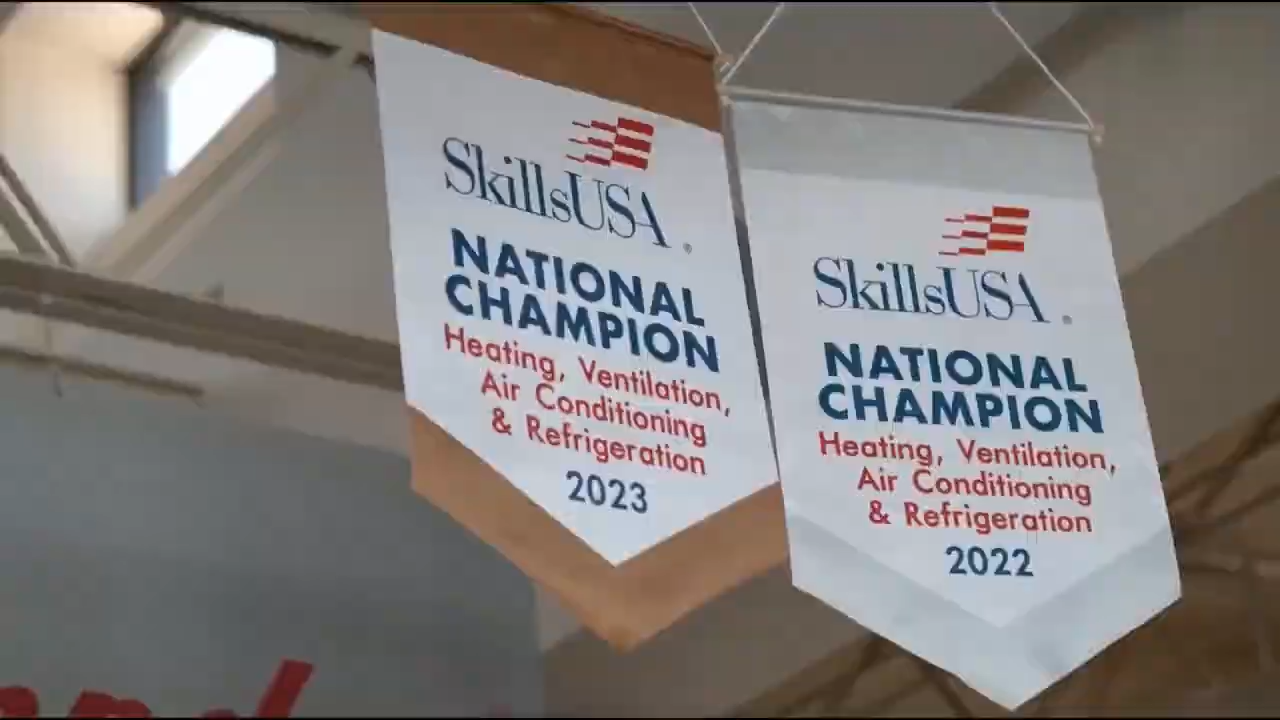 SkillsUSA®
NATIONAL
CHAMPION
Heating, Ventilation,
Air Conditioning
& Refrigeration
2023
SkillsUSA®
NATIONAL
CHAMPION
Heating, Ventilation,
Air Conditioning
& Refrigeration
2022